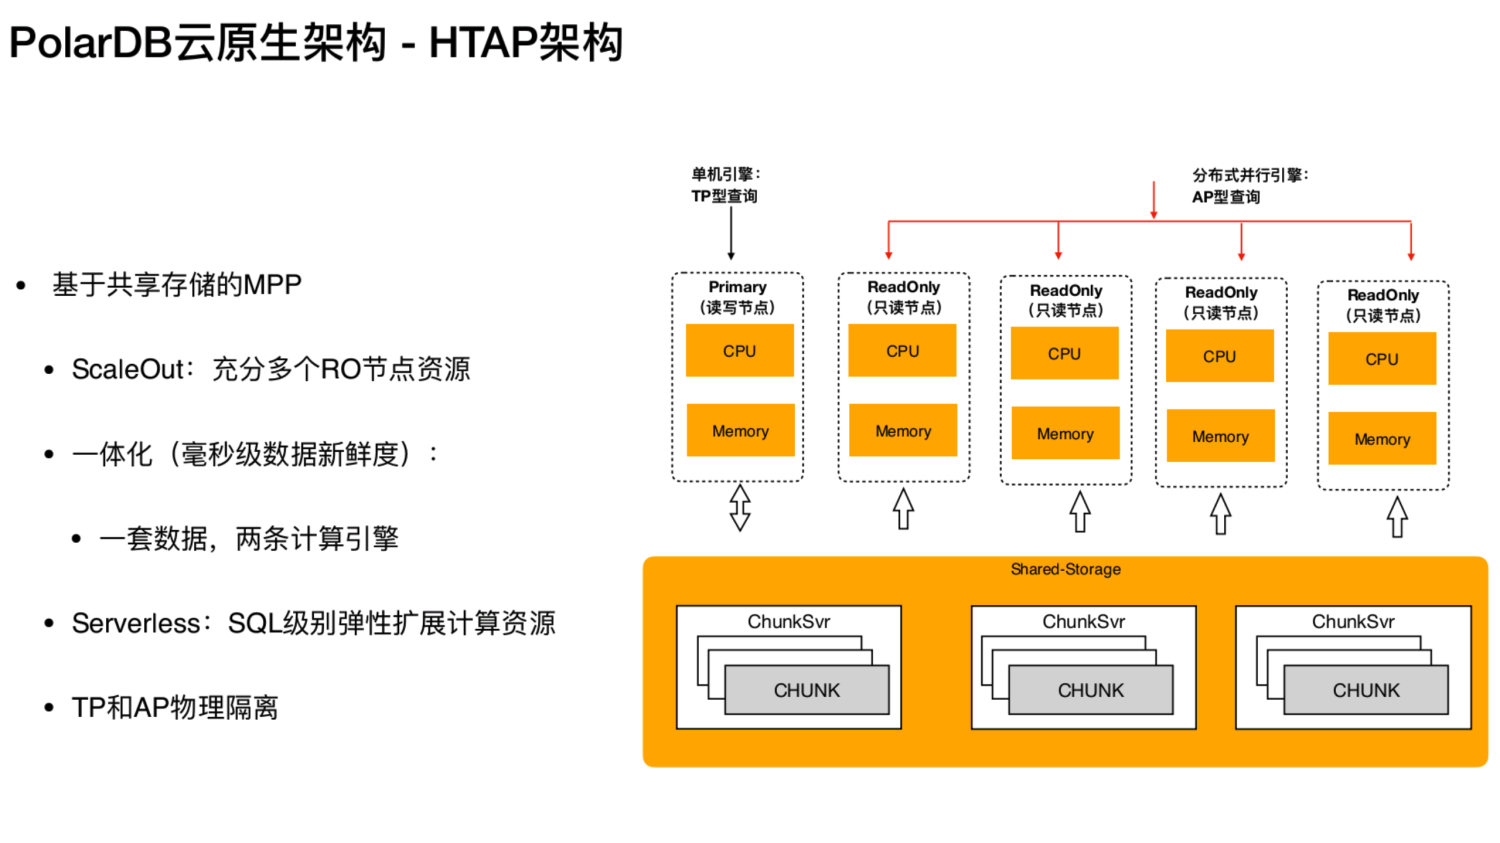 PolarDB云原生架构 - HTAP架构
基于共享存储的MPP
ScaleOut：充分多个RO节点资源
一体化（毫秒级数据新鲜度）：
一套数据，两条计算引擎
Serverless：SQL级别弹性扩展计算资源
TP和AP物理隔离
单机引擎：
TP型查询
分布式并行引擎：
AP型查询
Primary
（读写节点）
CPU
Memory
ReadOnly
（只读节点）
CPU
Memory
ReadOnly
（只读节点）
CPU
Memory
ReadOnly
（只读节点）
CPU
Memory
ReadOnly
（只读节点）
CPU
Memory
Shared-Storage
ChunkSvr
CHUNK
ChunkSvr
CHUNK
ChunkSvr
CHUNK